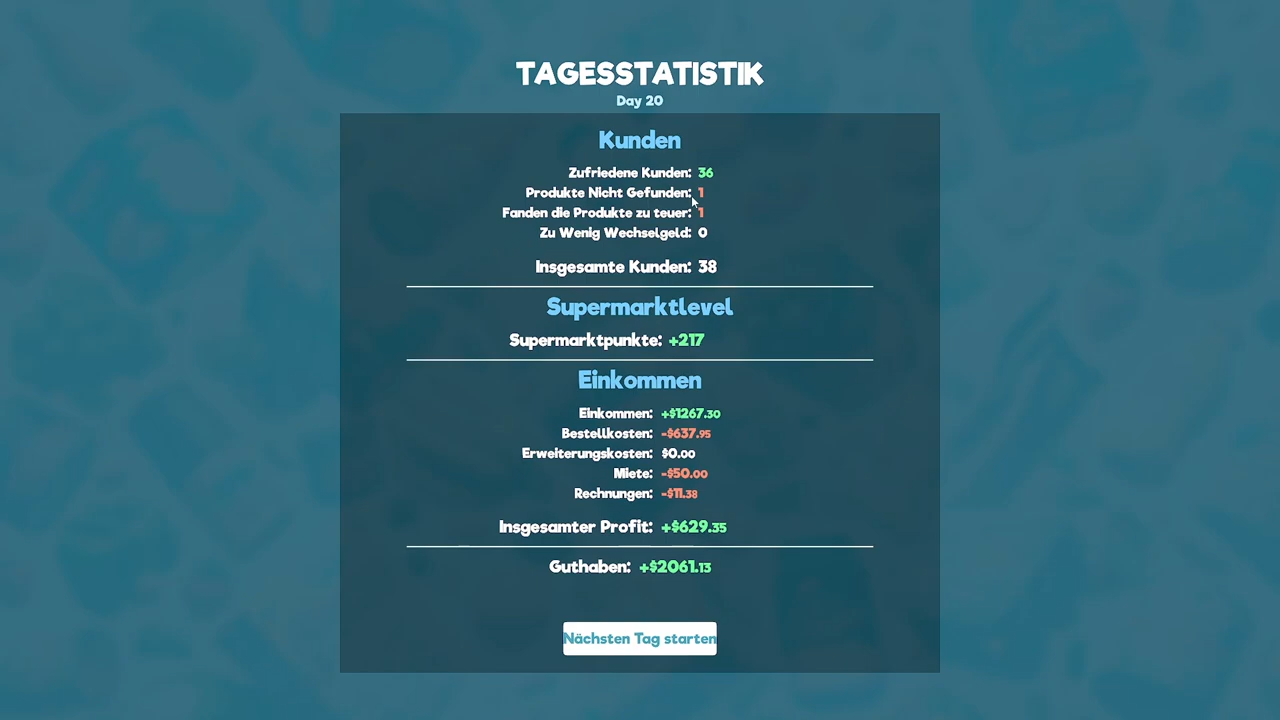 TAGESSTATISTIK
Day 20
Kunden
Zufriedene Kunden: 36
Produkte Nicht Gefunden: 1
Fanden die Produkte zu teuer: 1
Zu Wenig Wechselgeld: 0
Insgesamte Kunden: 38
Supermarktlevel
Supermarktpunkte: +217
Einkommen
Einkommen: +$1267.30
Bestellkosten: -$637.95
Erweiterungskosten: $0.00
Miete: -$50.00
Rechnungen: -$11.38
Insgesamter Profit: +$629.35
Guthaben: +$2061.13
Nächsten Tag starten